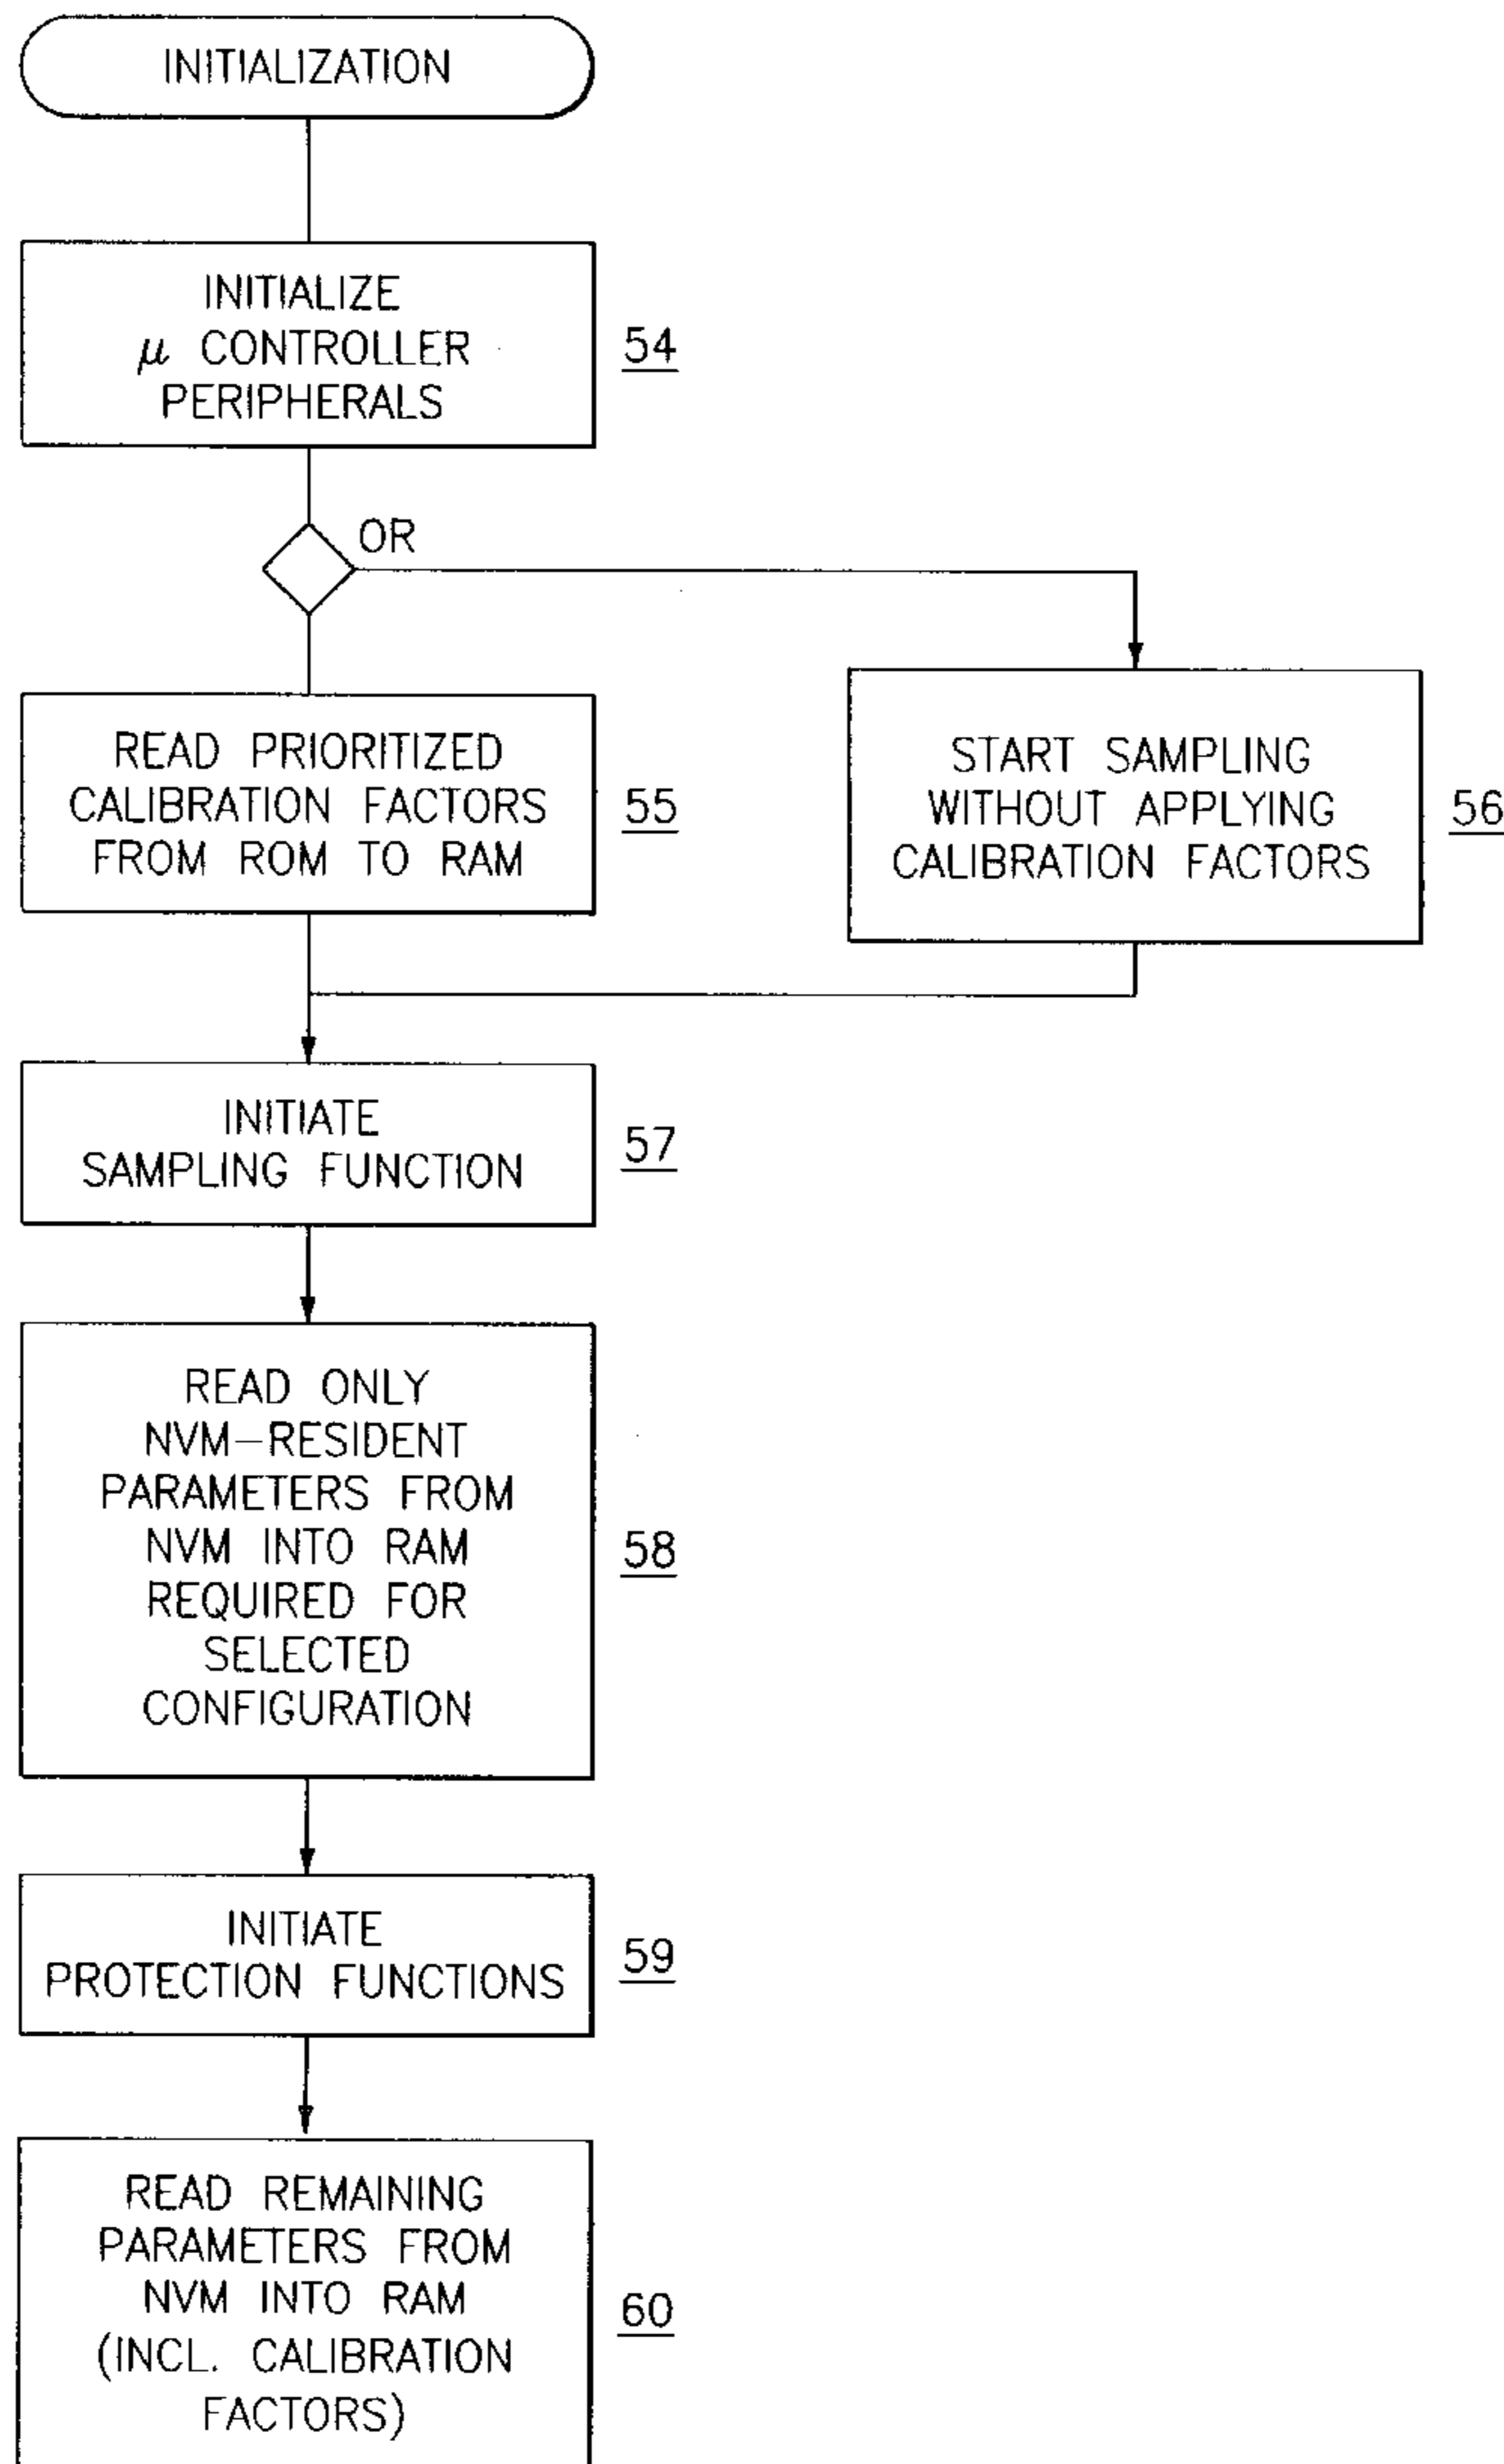 INITIALIZATION
INITIALIZE
μ CONTROLLER
PERIPHERALS
54
OR
READ PRIORITIZED
CALIBRATION FACTORS
FROM ROM TO RAM
55
START SAMPLING
WITHOUT APPLYING
CALIBRATION FACTORS
56
INITIATE
SAMPLING FUNCTION
57
READ ONLY
NVM-RESIDENT
PARAMETERS FROM
NVM INTO RAM
REQUIRED FOR
SELECTED
CONFIGURATION
58
INITIATE
PROTECTION FUNCTIONS
59
READ REMAINING
PARAMETERS FROM
NVM INTO RAM
(INCL. CALIBRATION
FACTORS)
60